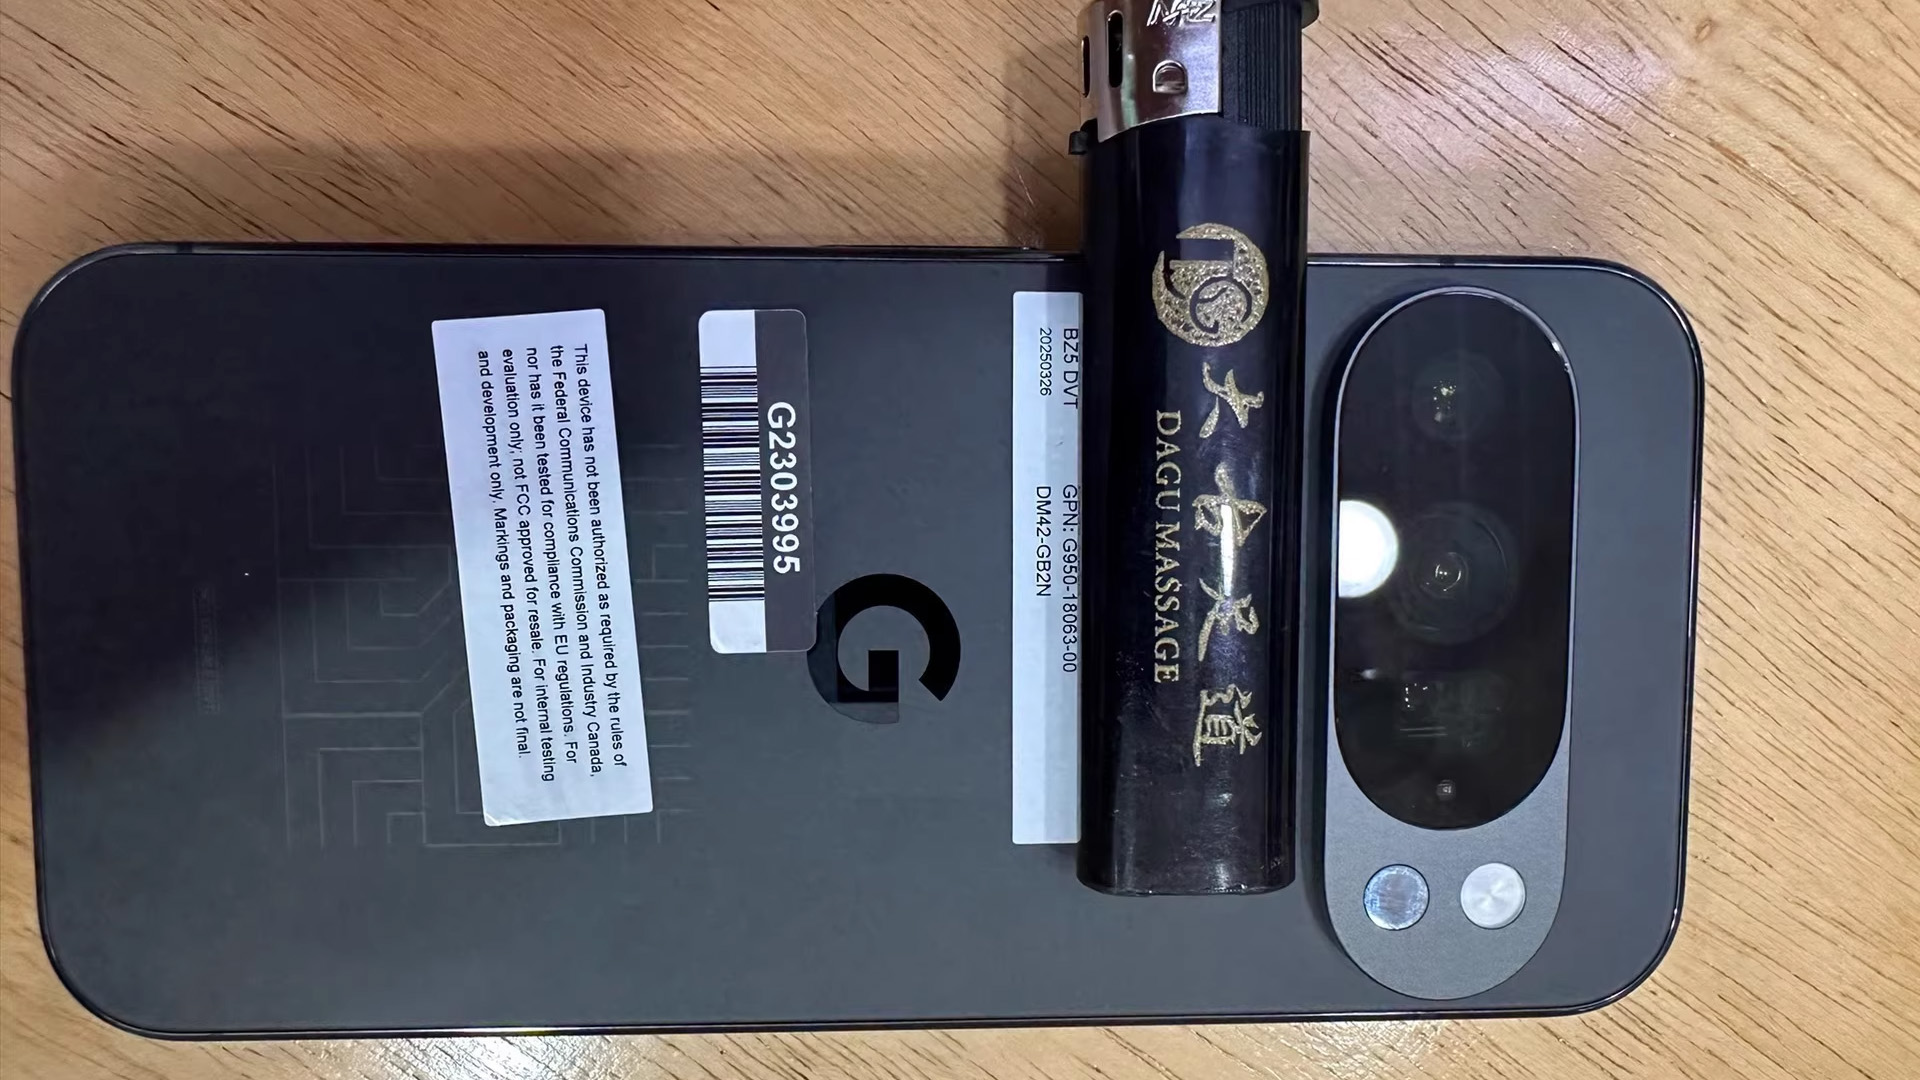 This device has not been authorized as required by the rules of
the Federal Communications Commission and Industry Canada,
nor has it been tested for compliance with EU regulations. For
evaluation only; not FCC approved for resale. For internal testing
and development only. Markings and packaging are not final.
G2303995
G
BZ5 DVT
GPN: G950-18063-00
20250326
DM42-GB2N
大古足道
DAGU MASSAGE